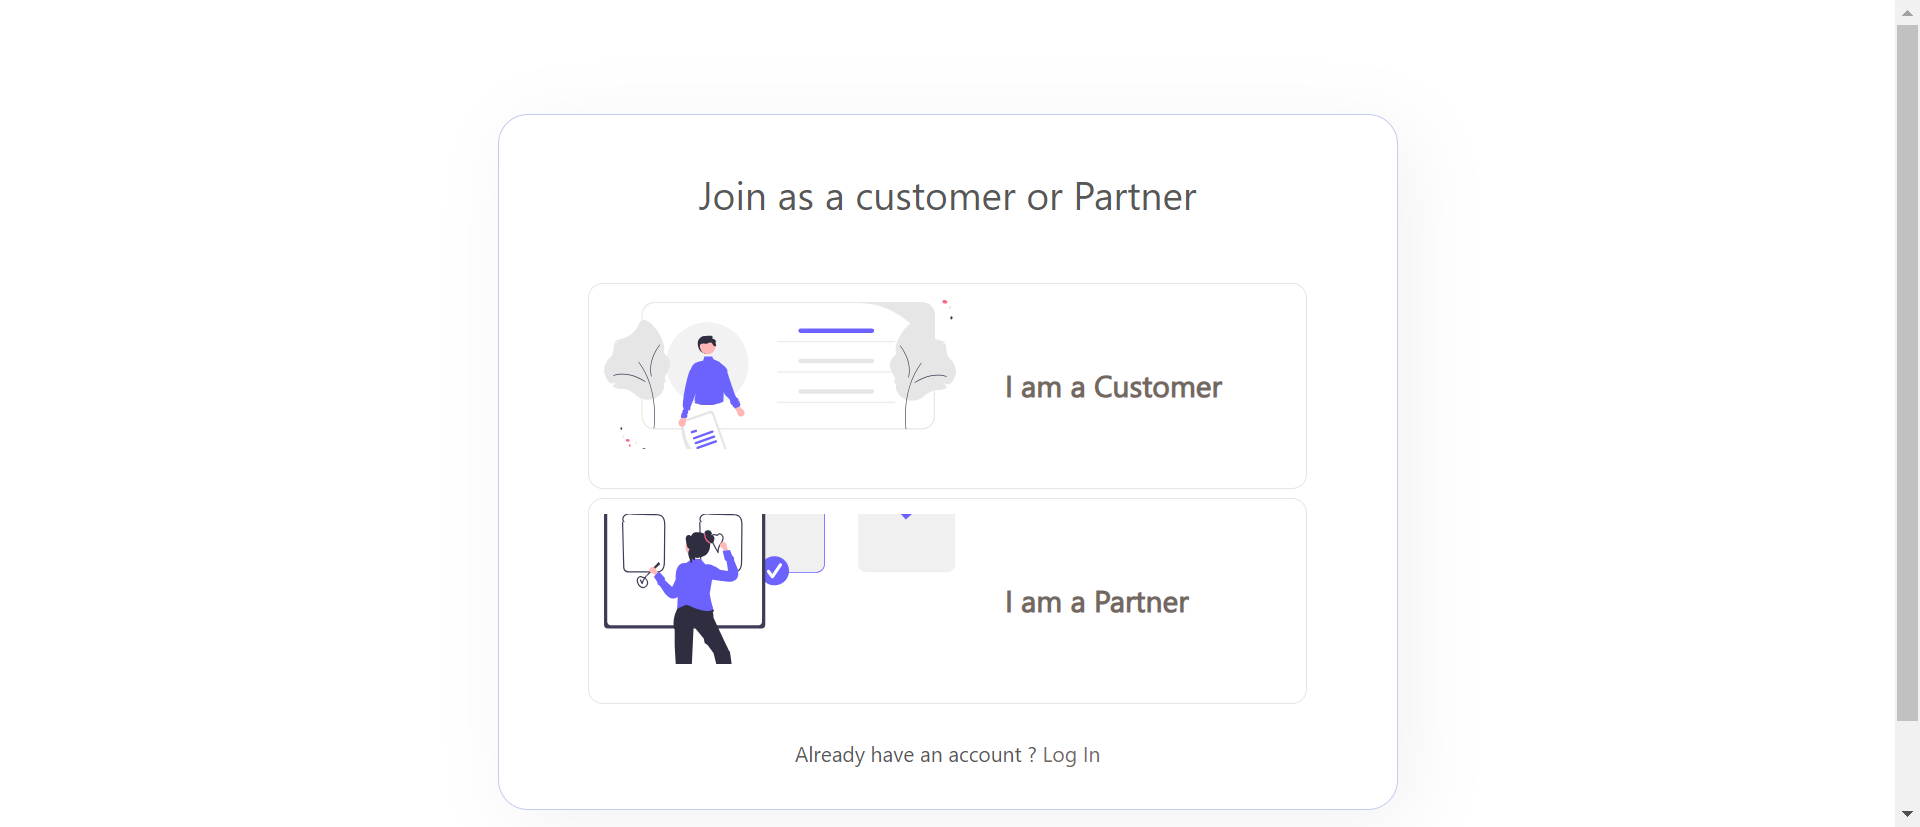 Join as a customer or Partner
I am a Customer
I am a Partner
Already have an account ? Log In